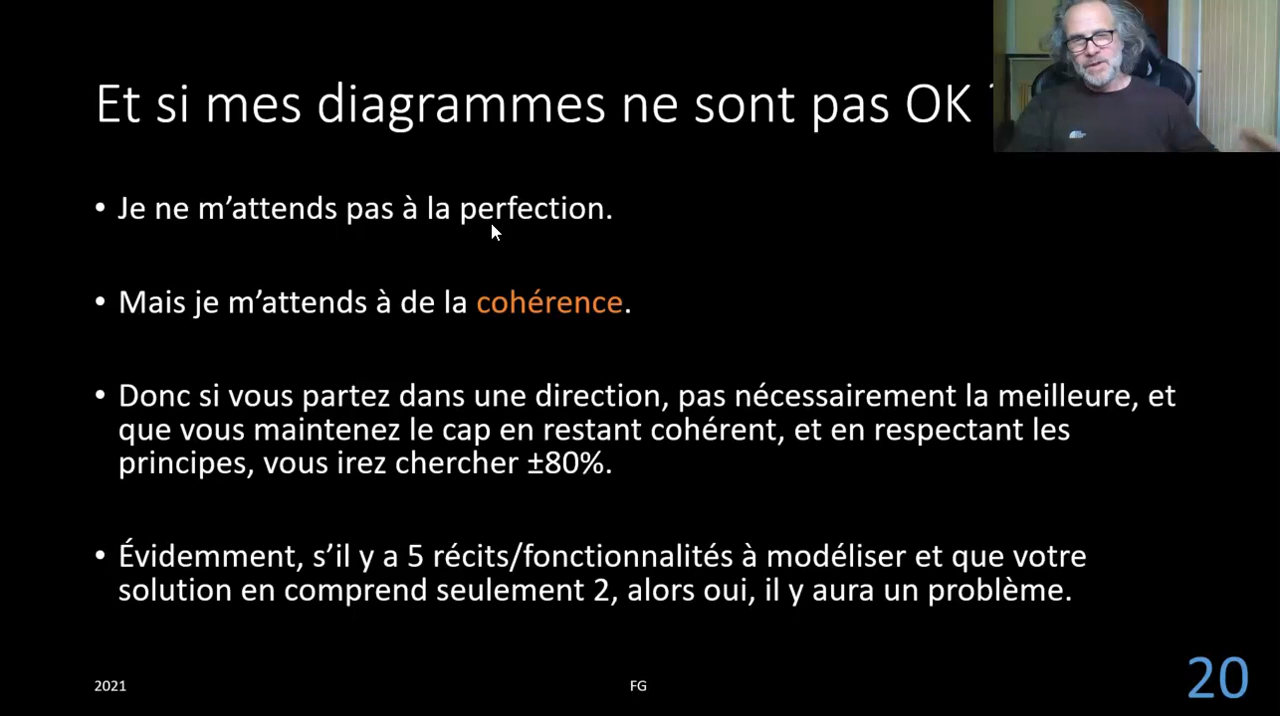 Et si mes diagrammes ne sont pas OK
• Je ne m’attends pas à la perfection.
• Mais je m’attends à de la cohérence.
• Donc si vous partez dans une direction, pas nécessairement la meilleure, et
que vous maintenez le cap en restant cohérent, et en respectant les
principes, vous irez chercher ±80%.
• Évidemment, s’il y a 5 récits/fonctionnalités à modéliser et que votre
solution en comprend seulement 2, alors oui, il y aura un problème.
2021
FG
20